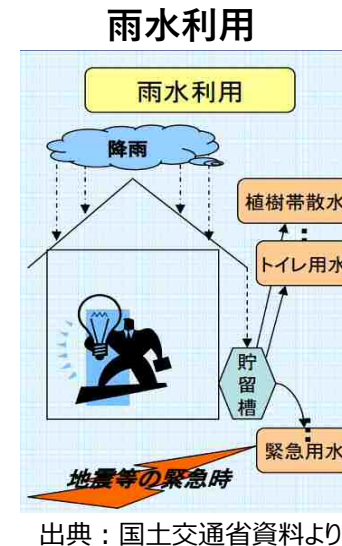 雨水利用
雨水利用
降雨
植樹帯散水
トイレ用水
貯
留
槽
緊急用水
地震等の緊急時
出典：国土交通省資料より